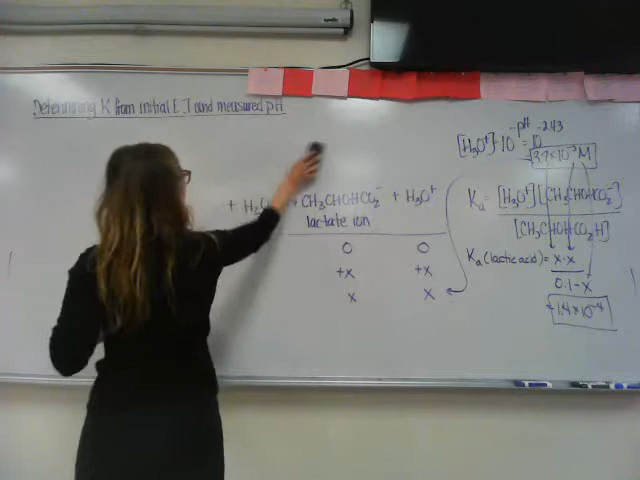 Determining K from initial [ ] and measured pH
[H₃O⁺]=10^-pH = 10^-2.43
= 3.7×10⁻³ M
+ H₂O ⇌ CH₃CHOHCO₂⁻ + H₃O⁺
lactate ion
0 0
+x +x
x x
Ka = [H₃O⁺][CH₃CHOHCO₂⁻]
[CH₃CHOHCO₂H]
Ka (lactic acid) = x·x
0.1-x
= 1.4×10⁻⁴